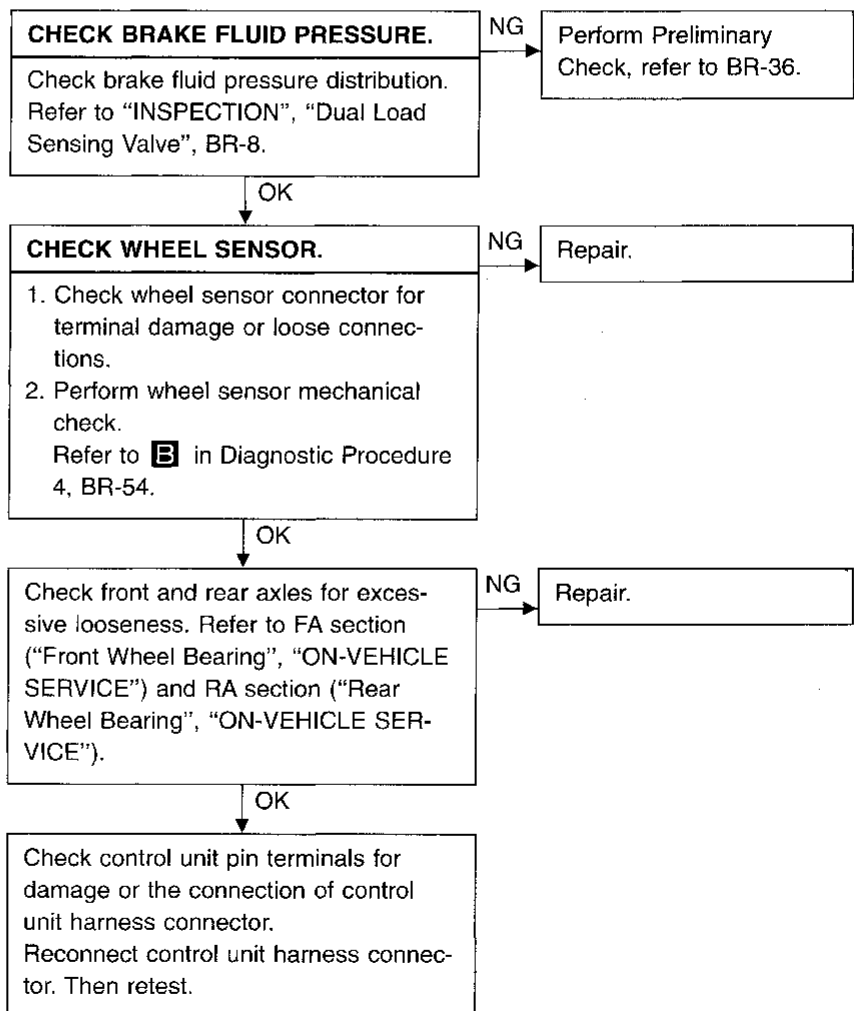 CHECK BRAKE FLUID PRESSURE.
Check brake fluid pressure distribution.
Refer to “INSPECTION”, “Dual Load
Sensing Valve”, BR-8.
NG
Perform Preliminary
Check, refer to BR-36.
OK
CHECK WHEEL SENSOR.
1. Check wheel sensor connector for
terminal damage or loose connec-
tions.
2. Perform wheel sensor mechanical
check.
Refer to B in Diagnostic Procedure
4, BR-54.
NG
Repair.
OK
Check front and rear axles for exces-
sive looseness. Refer to FA section
(“Front Wheel Bearing”, “ON-VEHICLE
SERVICE”) and RA section (“Rear
Wheel Bearing”, “ON-VEHICLE SER-
VICE”).
NG
Repair.
OK
Check control unit pin terminals for
damage or the connection of control
unit harness connector.
Reconnect control unit harness connec-
tor. Then retest.